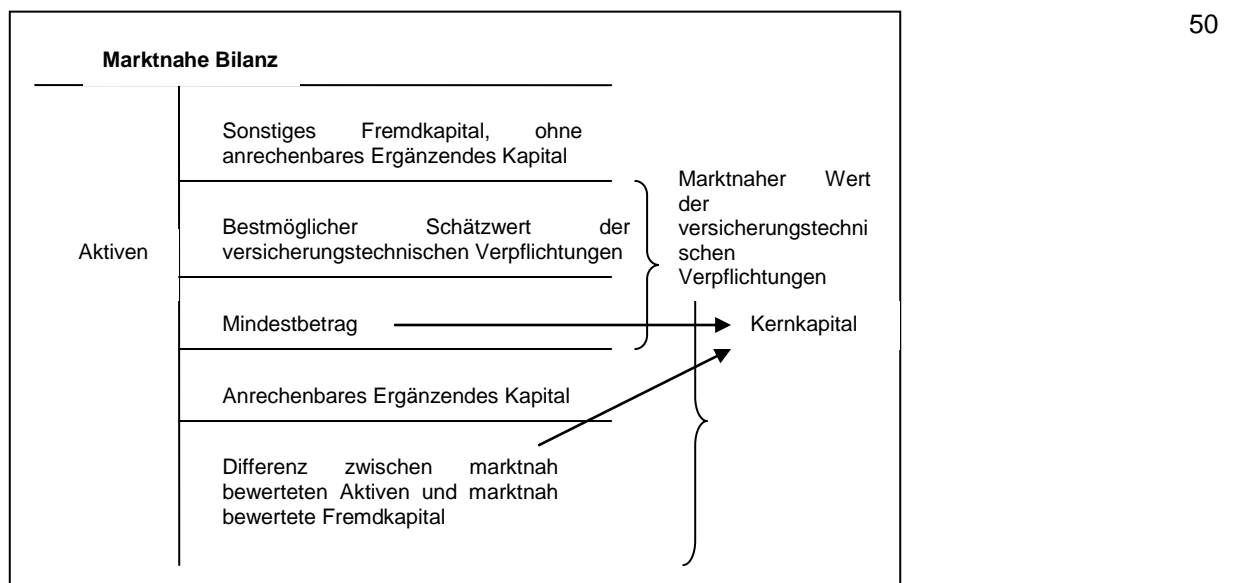 50
Marktnahe Bilanz
Sonstiges Fremdkapital, ohne
anrechenbares Ergänzendes Kapital
Marktnaher Wert
der
versicherungstechni
schen
Verpflichtungen
Bestmöglicher Schätzwert der
versicherungstechnischen Verpflichtungen
Aktiven
Mindestbetrag
Kernkapital
Anrechenbares Ergänzendes Kapital
Differenz zwischen marktnah
bewerteten Aktiven und marktnah
bewertete Fremdkapital